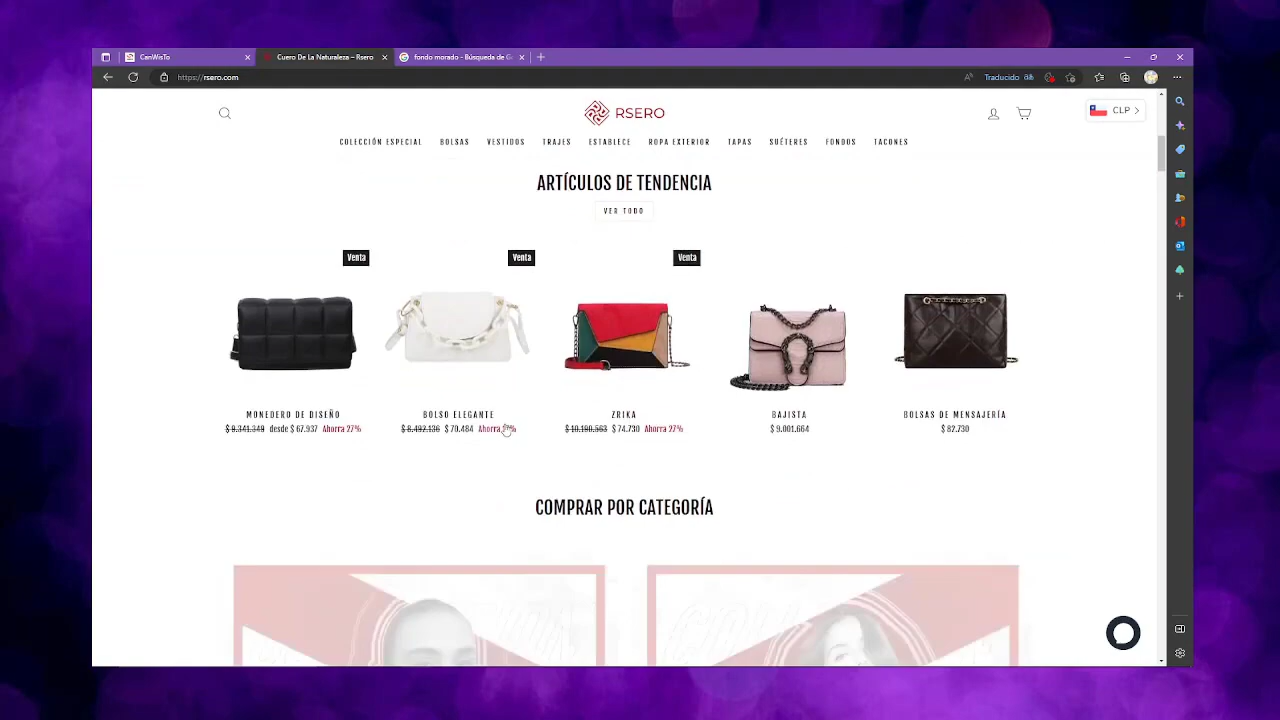 CanWisTo
Cuero De La Naturaleza – Rsero
fondo morado - Búsqueda de G
https://rsero.com
Traducido
RSERO
CLP
COLECCIÓN ESPECIAL BOLSAS VESTIDOS TRAJES ESTABLECE ROPA EXTERIOR TAPAS SUÉTERES FONDOS TACONES
ARTÍCULOS DE TENDENCIA
VER TODO
Venta Venta Venta
MONEDERO DE DISEÑO BOLSO ELEGANTE ZRIKA BAJISTA BOLSAS DE MENSAJERÍA
$ 9.341.349 desde $ 67.937 Ahorra 27% $ 8.492.136 $ 70.484 Ahorra $ 10.190.563 $ 74.730 Ahorra 27% $ 9.001.664 $ 82.730
COMPRAR POR CATEGORÍA